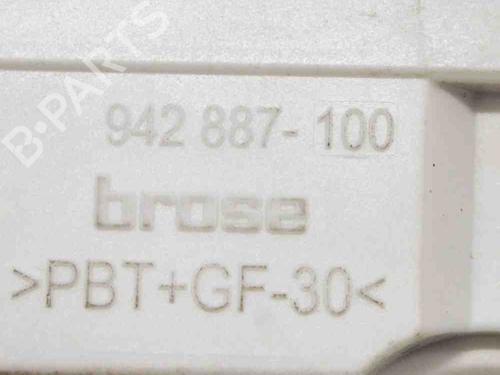 B·PARTS
942 887-100
brose
>PBT+GF-30<